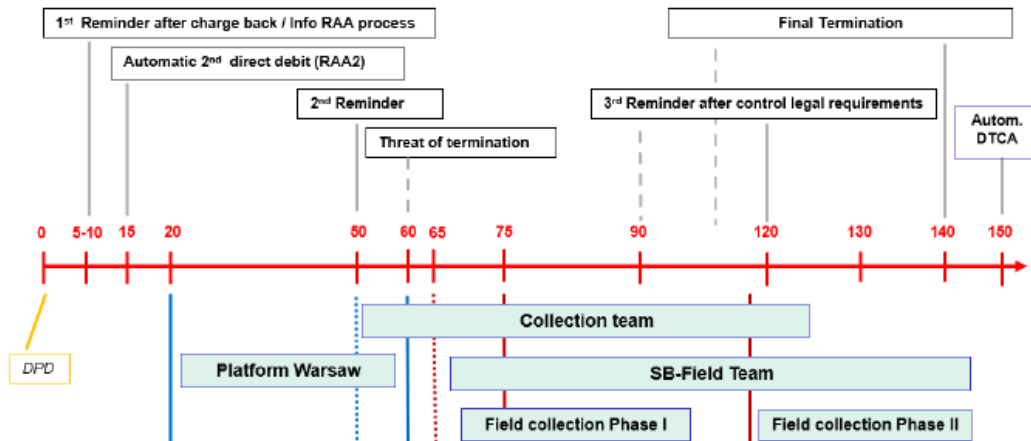 1st Reminder after charge back / Info RAA process
Final Termination
Automatic 2nd direct debit (RAA2)
2nd Reminder
3rd Reminder after control legal requirements
Autom.
DTCA
Threat of termination
0 5-10 15 20 50 60 65 75 90 120 130 140 150
Collection team
DPD
Platform Warsaw
SB-Field Team
Field collection Phase I
Field collection Phase II